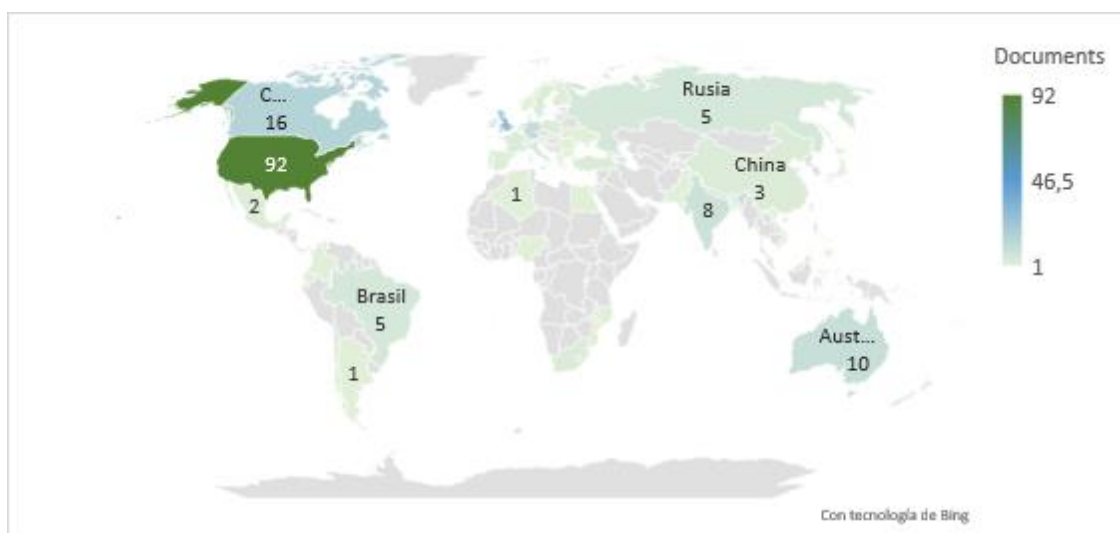 Documents
92
46,5
1
C...
16
92
2
Rusia
5
China
3
1
8
Brasil
5
1
Aust...
10
Con tecnología de Bing